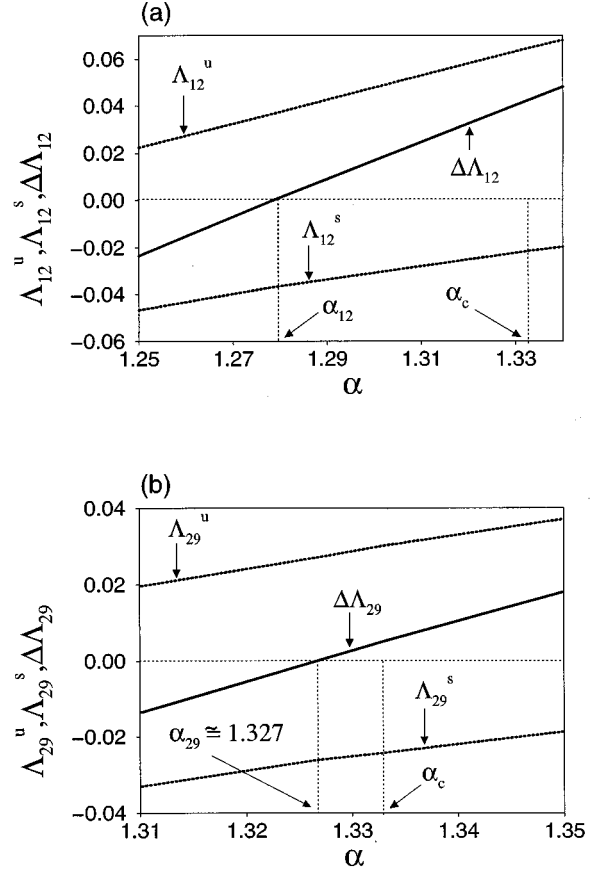 (a)
Λ₁₂ᵘ, Λ₁₂ˢ, ΔΛ₁₂
0.06
0.04
0.02
0.00
−0.02
−0.04
−0.06
Λ₁₂ᵘ
ΔΛ₁₂
Λ₁₂ˢ
α₁₂
α_c
1.25
1.27
1.29
1.31
1.33
α
(b)
Λ₂₉ᵘ, Λ₂₉ˢ, ΔΛ₂₉
0.04
0.02
0.00
−0.02
−0.04
Λ₂₉ᵘ
ΔΛ₂₉
Λ₂₉ˢ
α₂₉ ≅ 1.327
α_c
1.31
1.32
1.33
1.34
1.35
α